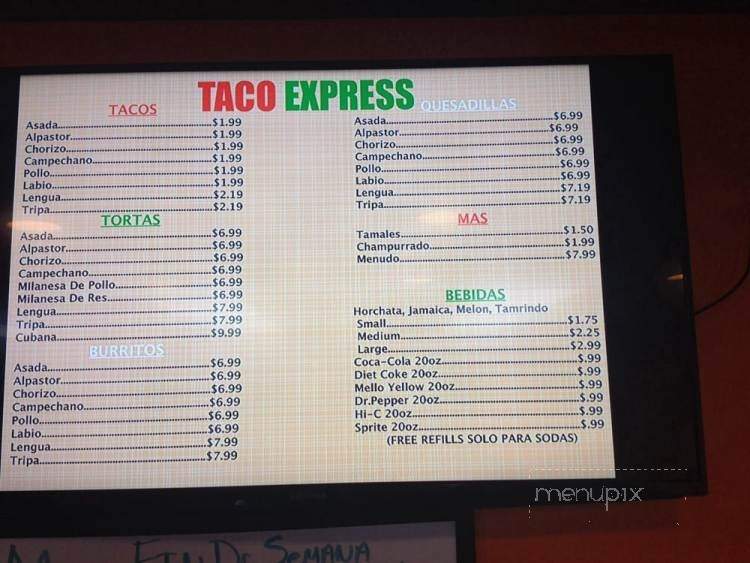 TACO EXPRESS
TACOS
Asada.....$1.99
Alpastor.....$1.99
Chorizo.....$1.99
Campechano.....$1.99
Pollo.....$1.99
Labio.....$1.99
Lengua.....$2.19
Tripa.....$2.19
TORTAS
Asada.....$6.99
Alpastor.....$6.99
Chorizo.....$6.99
Campechano.....$6.99
MIlanesa De Pollo.....$6.99
Milanesa De Res.....$6.99
Lengua.....$7.99
Tripa.....$7.99
Cubana.....$9.99
BURRITOS
Asada.....$6.99
Alpastor.....$6.99
Chorizo.....$6.99
Campechano.....$6.99
Pollo.....$6.99
Labio.....$6.99
Lengua.....$7.99
Tripa.....$7.99
QUESADILLAS
Asada.....$6.99
Alpastor.....$6.99
Chorizo.....$6.99
Campechano.....$6.99
Pollo.....$6.99
Labio.....$6.99
Lengua.....$7.19
Tripa.....$7.19
MAS
Tamales.....$1.50
Champurrado.....$1.99
Menudo.....$7.99
BEBIDAS
Horchata, Jamaica, Melon, Tamrindo
Small.....$1.75
Medium.....$2.25
Large.....$2.99
Coca-Cola 20oz.....$.99
Diet Coke 20oz.....$.99
Mello Yellow 20oz.....$.99
Dr.Pepper 20oz.....$.99
Hi-C 20oz.....$.99
Sprite 20oz.....$.99
(FREE REFILLS SOLO PARA SODAS)
menupix
FIN DE SEMANA